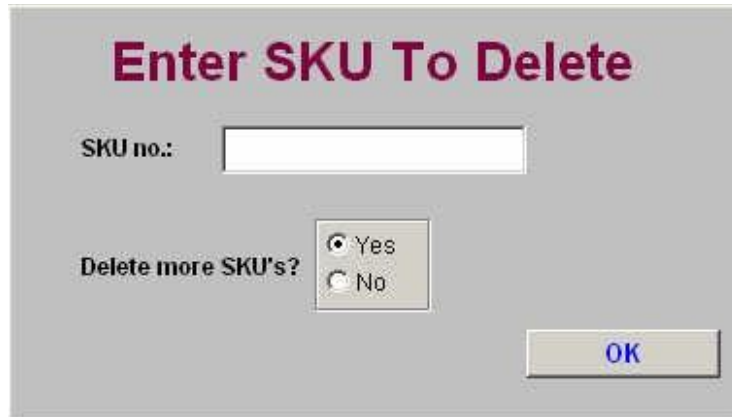 Enter SKU To Delete
SKU no.:
Yes
Delete more SKU's?
No
OK